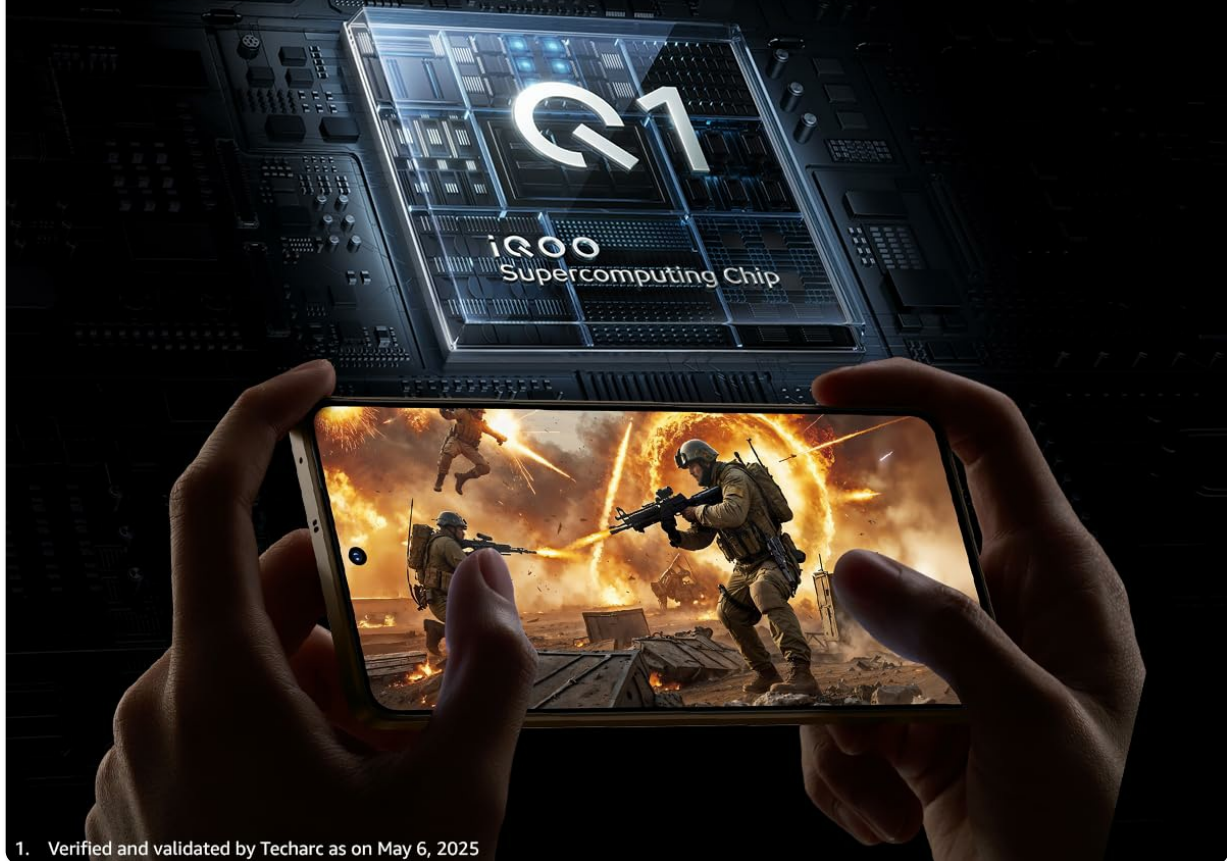 Q1
iQOO
Supercomputing Chip
1. Verified and validated by Techarc as on May 6, 2025